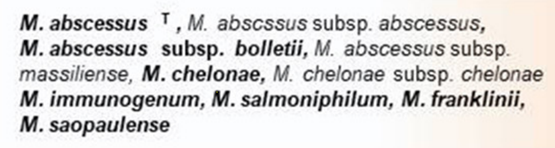 M. abscessus T, M. abscssus subsp. abscessus,
M. abscessus subsp. bolletii, M. abscessus subsp.
massiliense, M. chelonae, M. chelonae subsp. chelonae
M. immunogenum, M. salmoniphilum, M. franklinii,
M. saopaulense